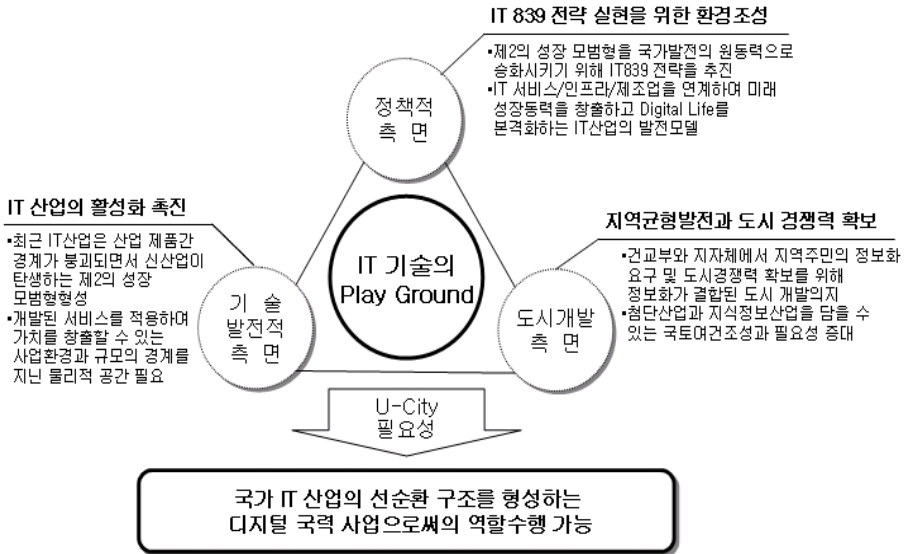 IT 839 전략 실현을 위한 환경조성
▪제2의 성장 모범형을 국가발전의 원동력으로
승화시키기 위해 IT839 전략을 추진
▪IT 서비스/인프라/제조업을 연계하여 미래
성장동력을 창출하고 Digital Life를
본격화하는 IT산업의 발전모델
정책적
측 면
IT 산업의 활성화 촉진
▪최근 IT산업은 산업 제품간
경계가 붕괴되면서 신산업이
탄생하는 제2의 성장
모범형형성
▪개발된 서비스를 적용하며
가치를 창출할 수 있는
사업환경과 규모의 경계를
지닌 물리적 공간 필요
기 술
발전적
측 면
IT 기술의
Play Ground
지역균형발전과 도시 경쟁력 확보
▪건교부와 지자체에서 지역주민의 정보화
요구 및 도시경쟁력 확보를 위해
정보화가 결합된 도시 개발의지
▪첨단산업과 지식정보산업을 담을 수
있는 국토여건조성과 필요성 증대
도시개발
측 면
U-City
필요성
국가 IT 산업의 선순환 구조를 형성하는
디지털 국력 사업으로써의 역할수행 가능